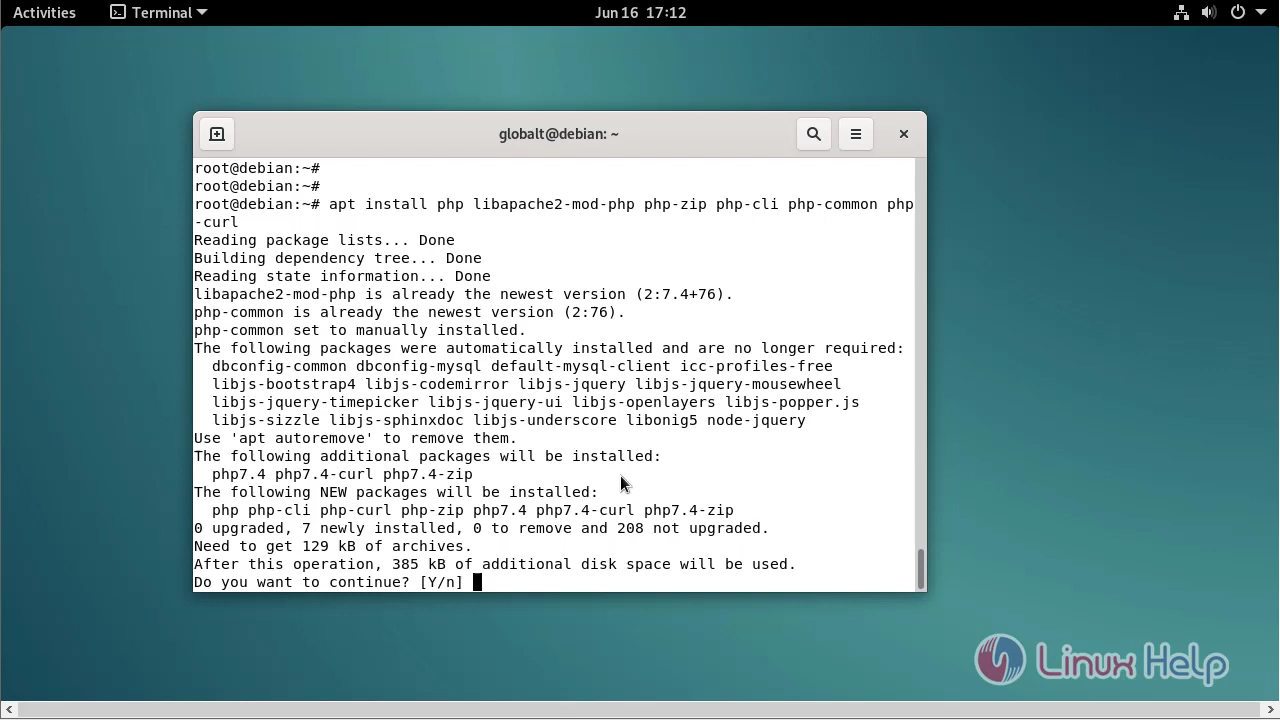 Activities Terminal Jun 16 17:12
globalt@debian: ~
root@debian:~#
root@debian:~#
root@debian:~# apt install php libapache2-mod-php php-zip php-cli php-common php
-curl
Reading package lists... Done
Building dependency tree... Done
Reading state information... Done
libapache2-mod-php is already the newest version (2:7.4+76).
php-common is already the newest version (2:76).
php-common set to manually installed.
The following packages were automatically installed and are no longer required:
  dbconfig-common dbconfig-mysql default-mysql-client icc-profiles-free
  libjs-bootstrap4 libjs-codemirror libjs-jquery libjs-jquery-mousewheel
  libjs-jquery-timepicker libjs-jquery-ui libjs-openlayers libjs-popper.js
  libjs-sizzle libjs-sphinxdoc libjs-underscore libonig5 node-jquery
Use 'apt autoremove' to remove them.
The following additional packages will be installed:
  php7.4 php7.4-curl php7.4-zip
The following NEW packages will be installed:
  php php-cli php-curl php-zip php7.4 php7.4-curl php7.4-zip
0 upgraded, 7 newly installed, 0 to remove and 208 not upgraded.
Need to get 129 kB of archives.
After this operation, 385 kB of additional disk space will be used.
Do you want to continue? [Y/n]
Linux Help